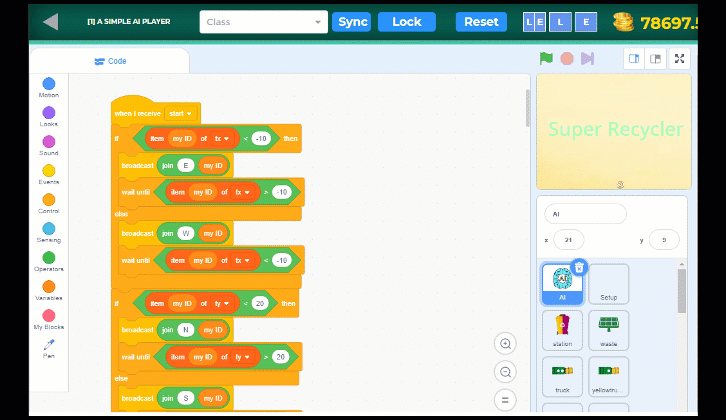 [1] A SIMPLE AI PLAYER
Class
Sync
Lock
Reset
L E
L
E
78697.5
Code
Motion
Looks
Sound
Events
Control
Sensing
Operators
Variables
My Blocks
Pen
when I receive start
if item my ID of tx < -10 then
broadcast join E my ID
wait until item my ID of tx > -10
else
broadcast join W my ID
wait until item my ID of tx > -10
if item my ID of ty < 20 then
broadcast join N my ID
wait until item my ID of ty > 20
else
broadcast join S my ID
Super Recycler
3
AI
x 21 y 9
AI
Setup
station
waste
truck
yellowtru...